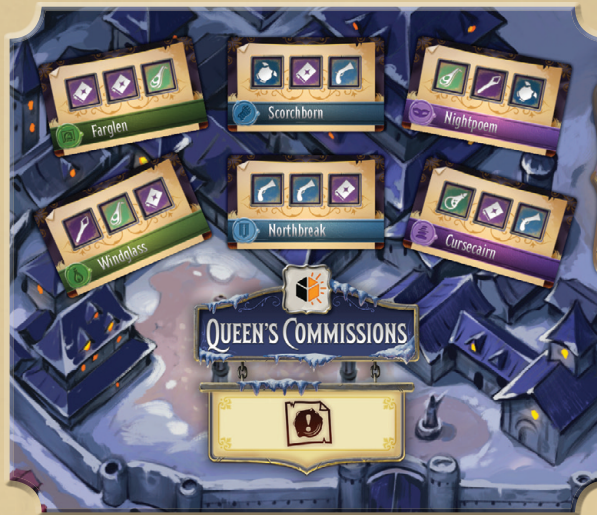 Farglen
Scorchborn
Nightpoem
Windglass
Northbreak
Cursecairn
QUEEN'S COMMISSIONS
!